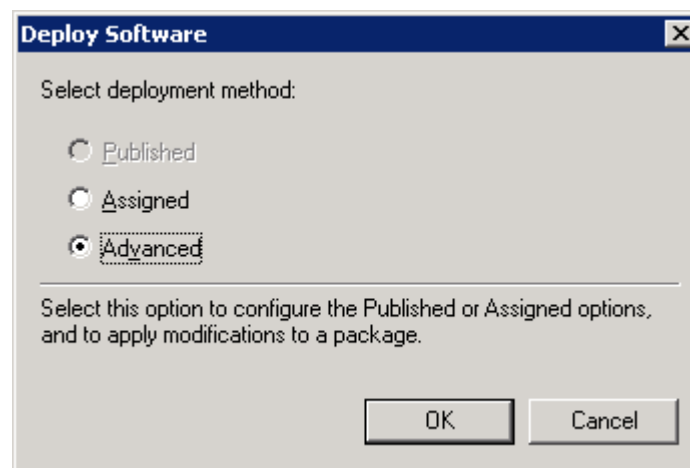 Deploy Software
Select deployment method:
Published
Assigned
Advanced
Select this option to configure the Published or Assigned options,
and to apply modifications to a package.
OK
Cancel